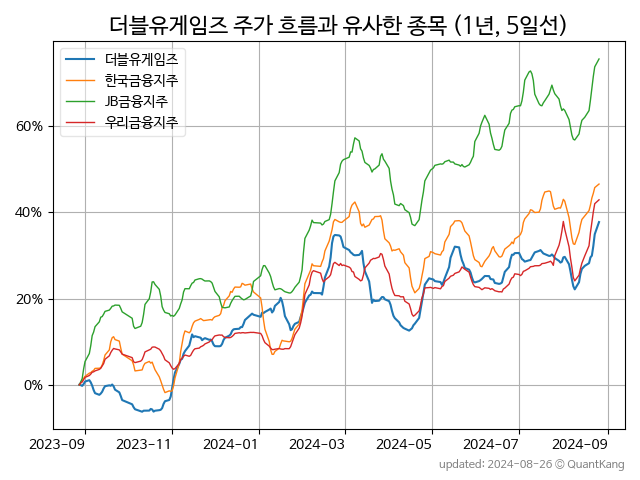 더블유게임즈 주가 흐름과 유사한 종목 (1년, 5일선)
더블유게임즈
한국금융지주
JB금융지주
우리금융지주
60%
40%
20%
0%
2023-09 2023-11 2024-01 2024-03 2024-05 2024-07 2024-09
updated: 2024-08-26 © QuantKang